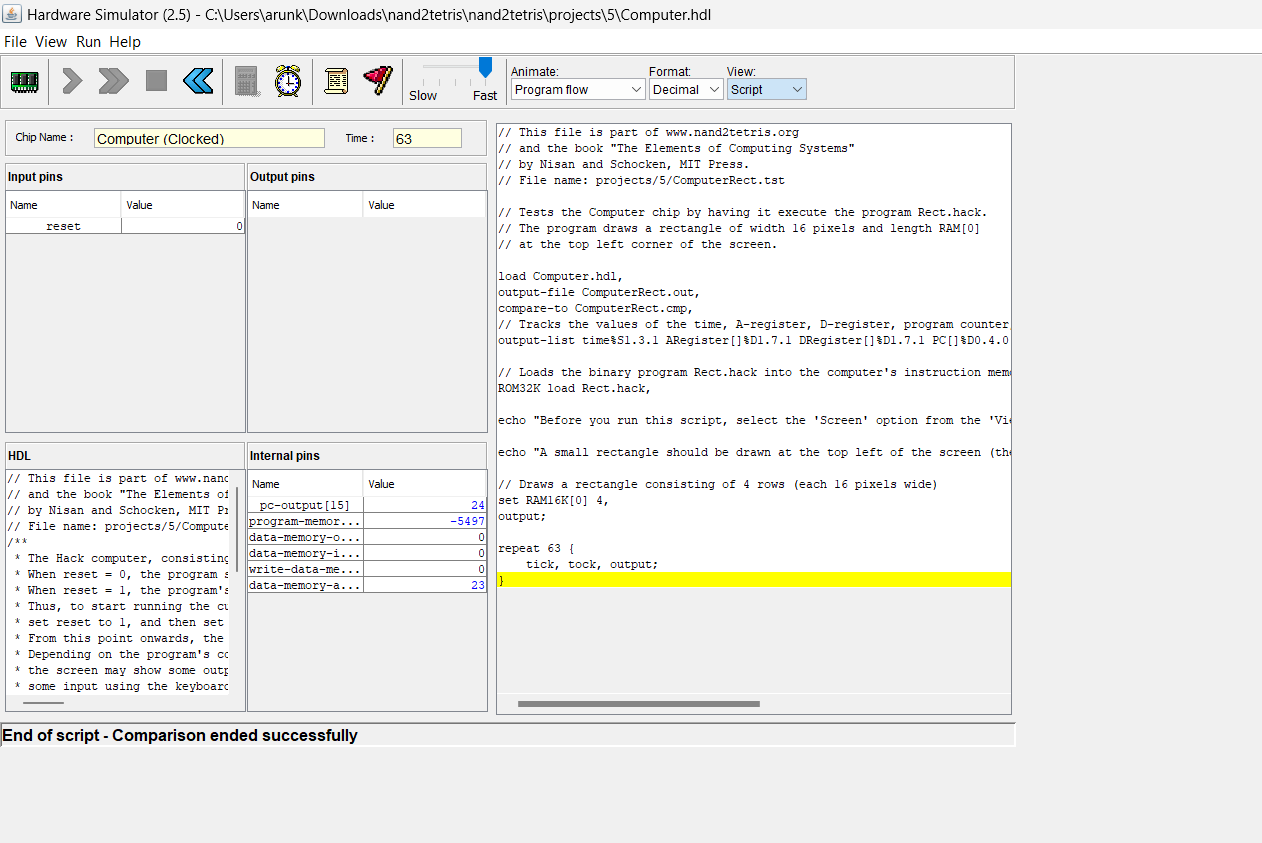 Hardware Simulator (2.5) - C:\Users\arunk\Downloads\nand2tetris\nand2tetris\projects\5\Computer.hdl
File View Run Help
Slow Fast
Animate: Format: View:
Program flow Decimal Script
Chip Name : Computer (Clocked) Time : 63
Input pins
Name Value
reset 0
Output pins
Name Value
HDL
// This file is part of www.nand
// and the book "The Elements of
// by Nisan and Schocken, MIT Pr
// File name: projects/5/Compute
/**
* The Hack computer, consisting
* When reset = 0, the program s
* When reset = 1, the program's
* Thus, to start running the cu
* set reset to 1, and then set
* From this point onwards, the
* Depending on the program's co
* the screen may show some outp
* some input using the keyboard
Internal pins
Name Value
pc-output[15] 24
program-memor... -5497
data-memory-o... 0
data-memory-i... 0
write-data-me... 0
data-memory-a... 23
// This file is part of www.nand2tetris.org
// and the book "The Elements of Computing Systems"
// by Nisan and Schocken, MIT Press.
// File name: projects/5/ComputerRect.tst
// Tests the Computer chip by having it execute the program Rect.hack.
// The program draws a rectangle of width 16 pixels and length RAM[0]
// at the top left corner of the screen.
load Computer.hdl,
output-file ComputerRect.out,
compare-to ComputerRect.cmp,
// Tracks the values of the time, A-register, D-register, program counter,
output-list time%S1.3.1 ARegister[]%D1.7.1 DRegister[]%D1.7.1 PC[]%D0.4.0
// Loads the binary program Rect.hack into the computer's instruction mem
ROM32K load Rect.hack,
echo "Before you run this script, select the 'Screen' option from the 'Vie
echo "A small rectangle should be drawn at the top left of the screen (the
// Draws a rectangle consisting of 4 rows (each 16 pixels wide)
set RAM16K[0] 4,
output;
repeat 63 {
tick, tock, output;
}
End of script - Comparison ended successfully